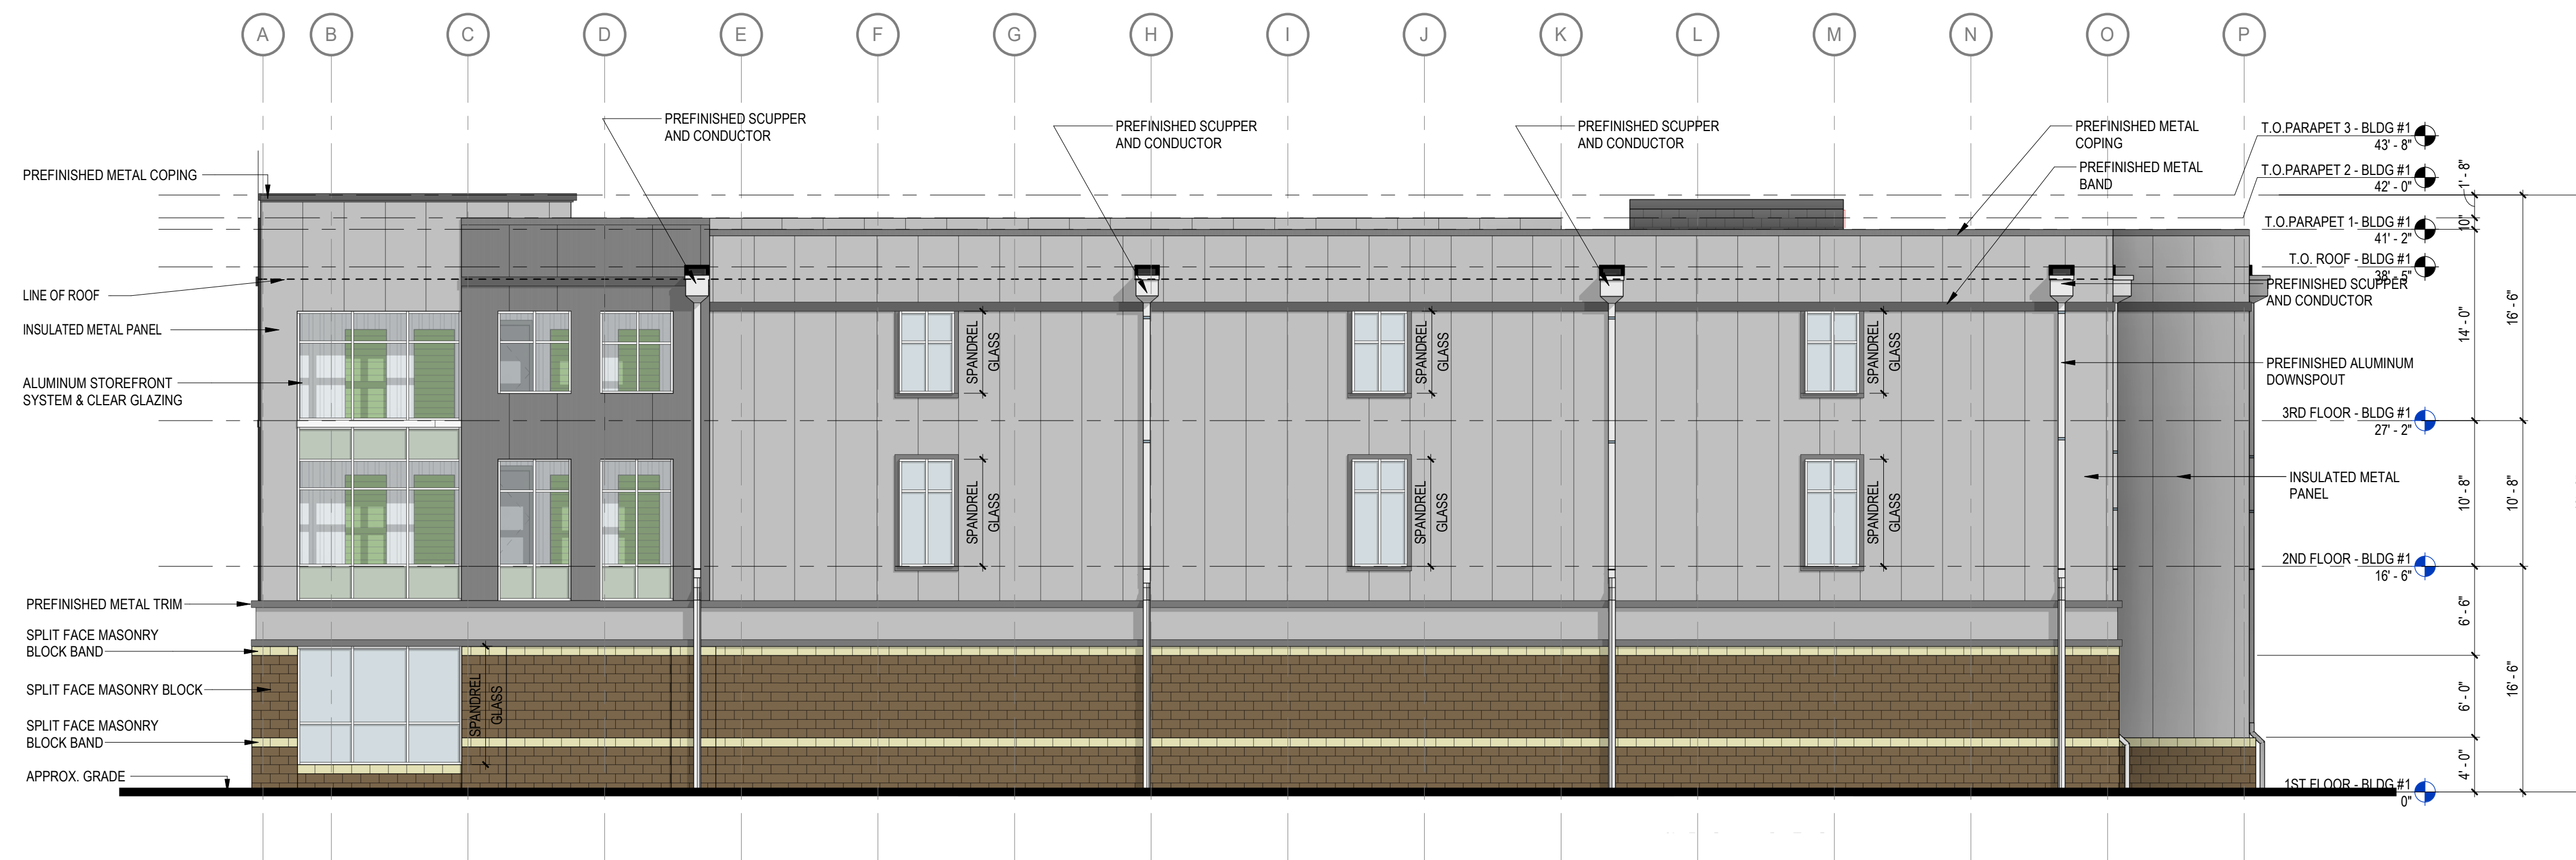 A B C D E F G H I J K L M N O P
PREFINISHED SCUPPER
AND CONDUCTOR
PREFINISHED SCUPPER
AND CONDUCTOR
PREFINISHED SCUPPER
AND CONDUCTOR
PREFINISHED METAL
COPING
PREFINISHED METAL
BAND
T.O.PARAPET 3 - BLDG #1
43' - 8"
T.O.PARAPET 2 - BLDG #1
42' - 0"
T.O.PARAPET 1- BLDG #1
41' - 2"
T.O. ROOF - BLDG #1
38' - 5"
PREFINISHED SCUPPER
AND CONDUCTOR
PREFINISHED ALUMINUM
DOWNSPOUT
3RD FLOOR - BLDG #1
27' - 2"
INSULATED METAL
PANEL
2ND FLOOR - BLDG #1
16' - 6"
1ST FLOOR - BLDG #1
0"
1' - 8"
10"
14' - 0"
10' - 8"
6' - 6"
6' - 0"
4' - 0"
16' - 6"
10' - 8"
16' - 6"
PREFINISHED METAL COPING
LINE OF ROOF
INSULATED METAL PANEL
ALUMINUM STOREFRONT
SYSTEM & CLEAR GLAZING
PREFINISHED METAL TRIM
SPLIT FACE MASONRY
BLOCK BAND
SPLIT FACE MASONRY BLOCK
SPLIT FACE MASONRY
BLOCK BAND
APPROX. GRADE
SPANDREL
GLASS
SPANDREL
GLASS
SPANDREL
GLASS
SPANDREL
GLASS
SPANDREL
GLASS
SPANDREL
GLASS
SPANDREL
GLASS